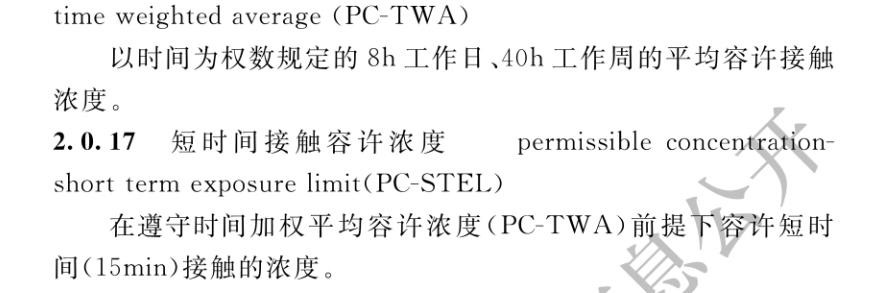 time weighted average (PC-TWA)
以时间为权数规定的 8h 工作日、40h 工作周的平均容许接触
浓度。
2.0.17 短时间接触容许浓度 permissible concentration-
short term exposure limit(PC-STEL)
在遵守时间加权平均容许浓度(PC-TWA)前提下容许短时
间(15min)接触的浓度。
息公开